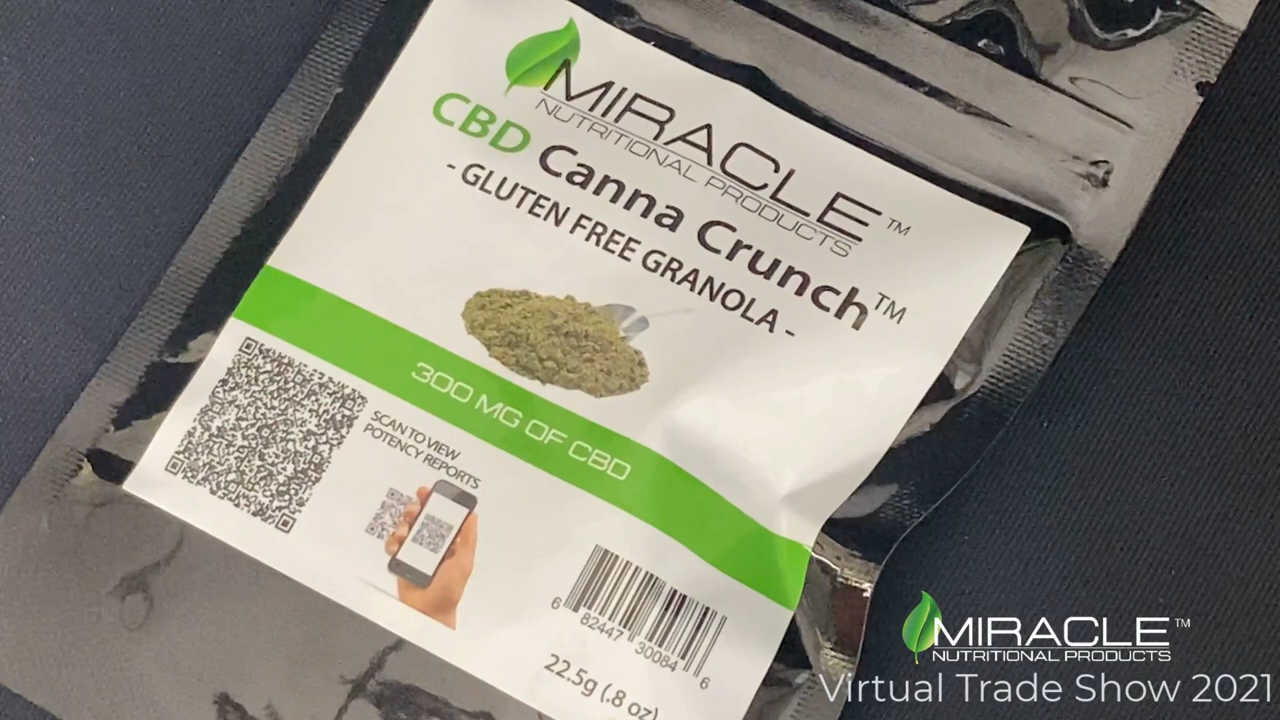 MIRACLE™
NUTRITIONAL PRODUCTS
CBD Canna Crunch™
- GLUTEN FREE GRANOLA -
300 MG OF CBD
SCAN TO VIEW
POTENCY REPORTS
6 82447 30084 6
22.5g (.8 oz)
MIRACLE™
NUTRITIONAL PRODUCTS
Virtual Trade Show 2021